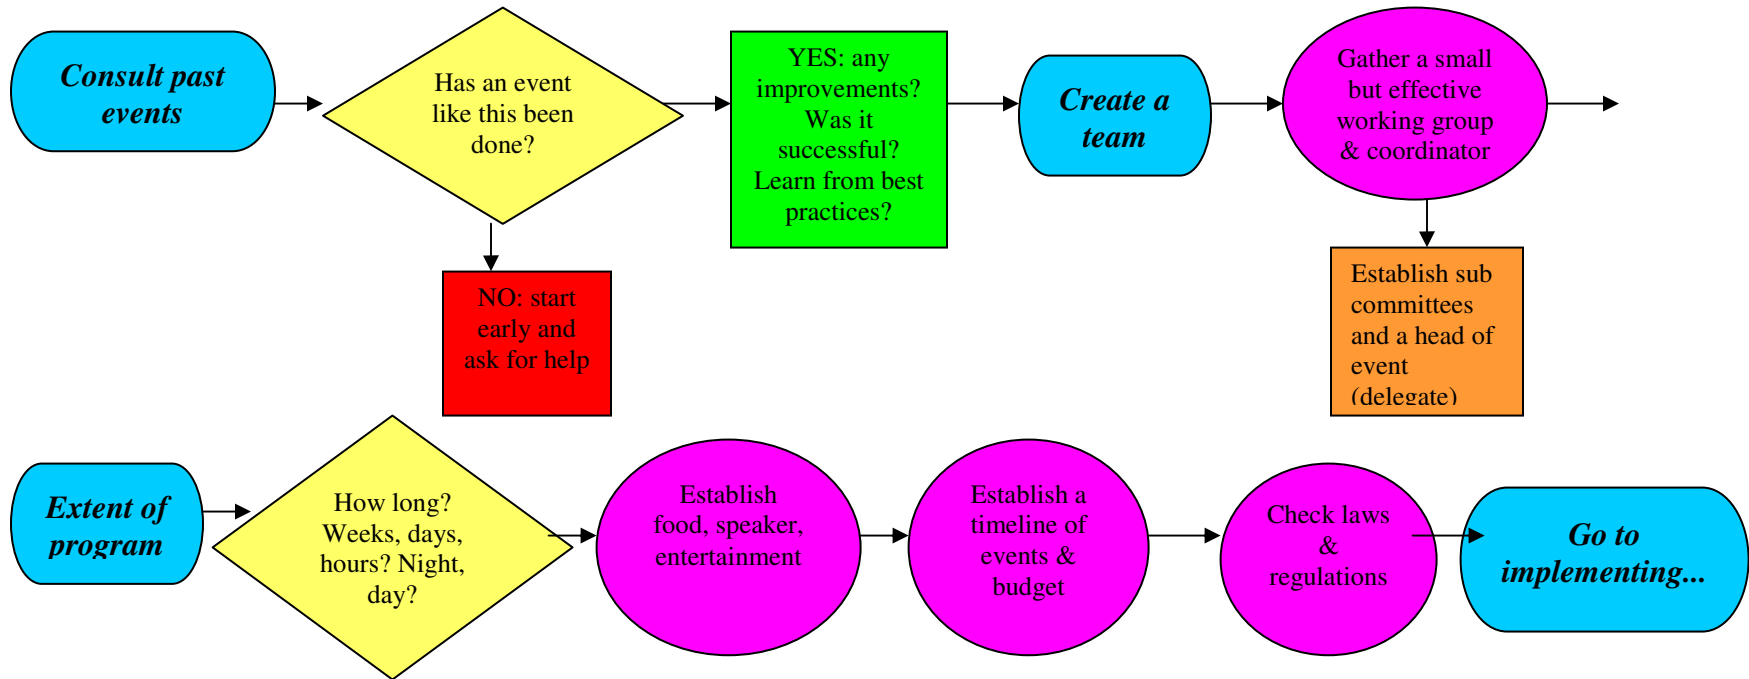 Consult past
events
Has an event
like this been
done?
YES: any
improvements?
Was it
successful?
Learn from best
practices?
Create a
team
Gather a small
but effective
working group
& coordinator
NO: start
early and
ask for help
Establish sub
committees
and a head of
event
(delegate)
Extent of
program
How long?
Weeks, days,
hours? Night,
day?
Establish
food, speaker,
entertainment
Establish a
timeline of
events &
budget
Check laws
&
regulations
Go to
implementing...